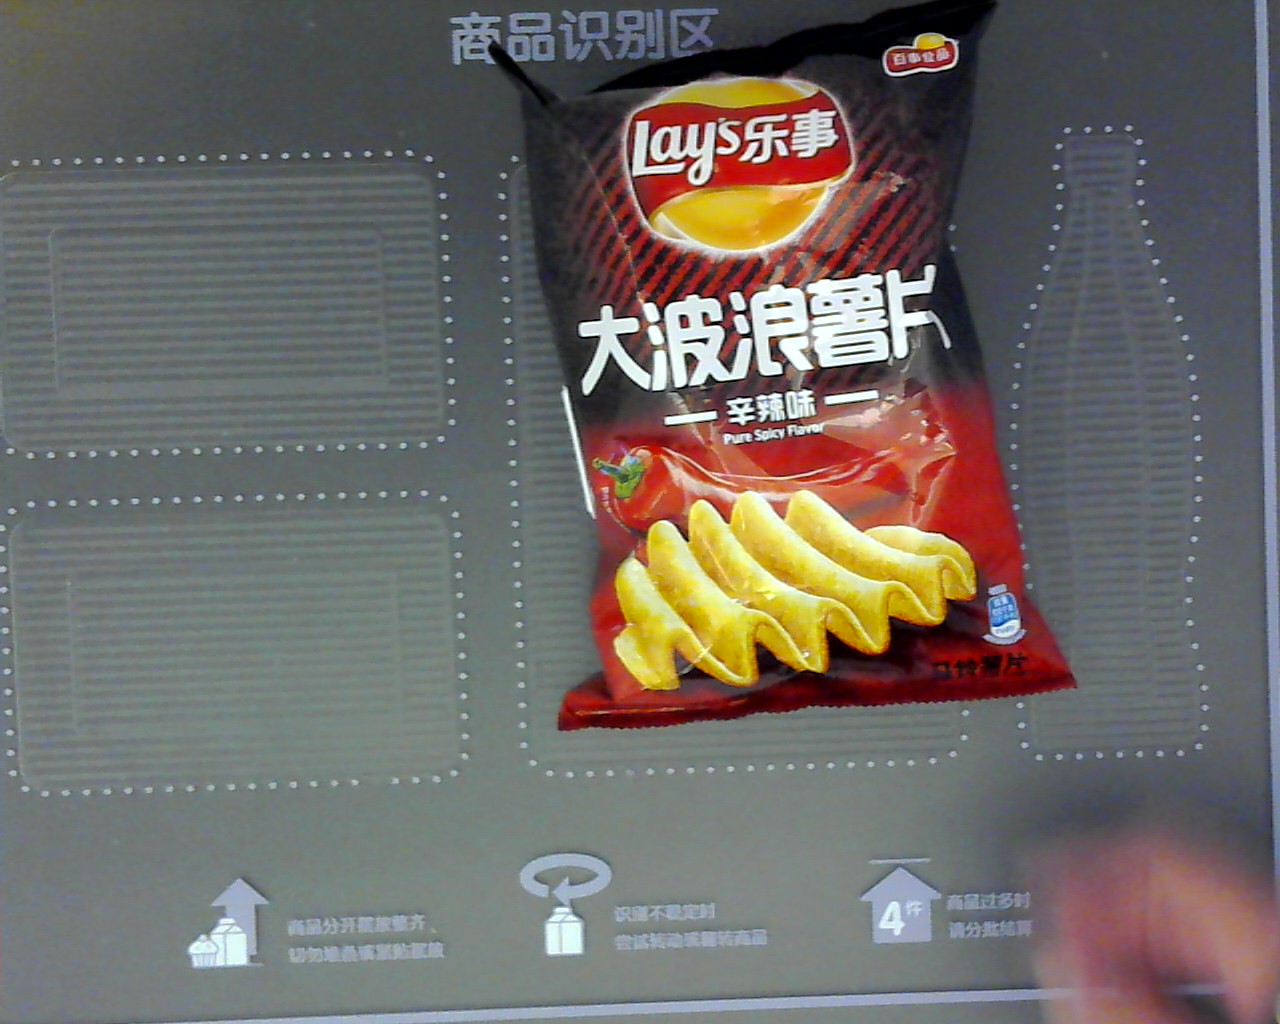 商品识别区
百事食品
Lay's乐事
大波浪薯片
辛辣味
Pure Spicy Flavor
马铃薯片
商品分开摆放整齐、
切勿堆叠或紧贴摆放
识别不稳定时
尝试转动或翻转商品
4件
商品过多时
请分批结算